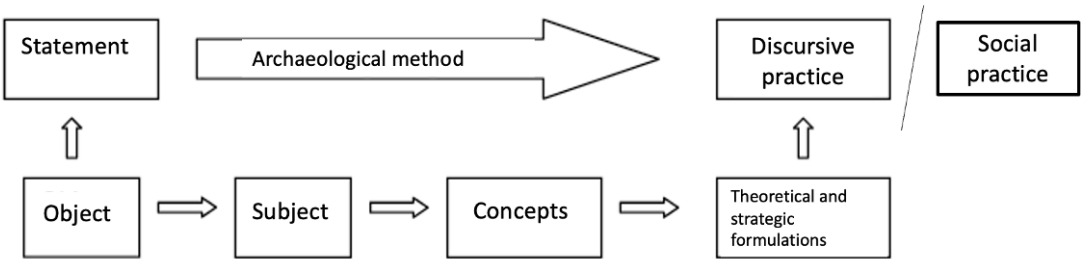 Statement
Archaeological method
Discursive
practice
Social
practice
Object
Subject
Concepts
Theoretical and
strategic
formulations